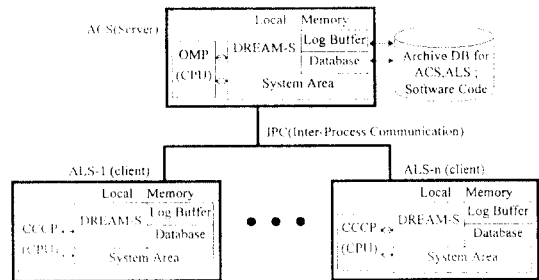 ACS(Server)
Local Memory
Log Buffer
OMP
DREAM-S
(CPU)
Database
System Area
Archive DB for
ACS,ALS ;
Software Code
IPC(Inter-Process Communication)
ALS-1 (client)
Local Memory
Log Buffer
CCCP
DREAM-S
(CPU)
Database
System Area
ALS-n (client)
Local Memory
Log Buffer
CCCP
DREAM-S
(CPU)
Database
System Area